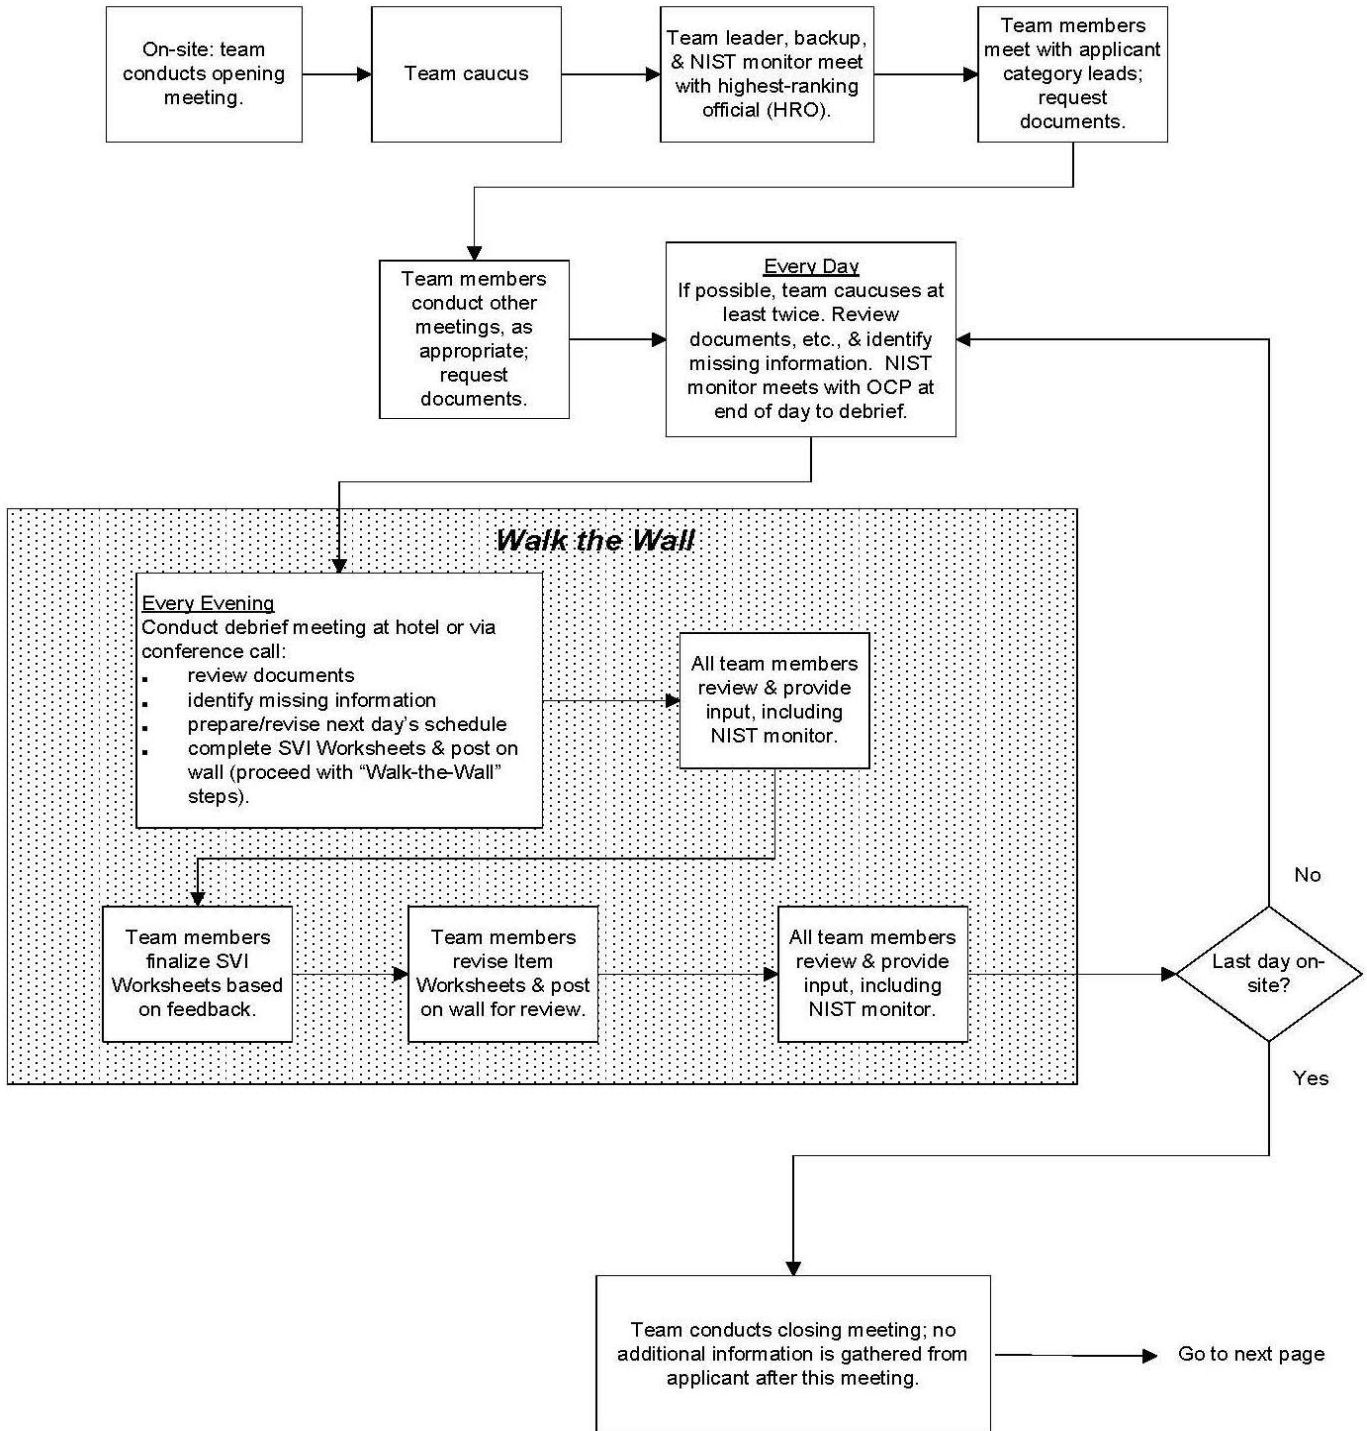 On-site: team
conducts opening
meeting.
Team caucus
Team leader, backup,
& NIST monitor meet
with highest-ranking
official (HRO).
Team members
meet with applicant
category leads;
request
documents.
Team members
conduct other
meetings, as
appropriate;
request
documents.
Every Day
If possible, team caucuses at
least twice. Review
documents, etc., & identify
missing information. NIST
monitor meets with OCP at
end of day to debrief.
Walk the Wall
Every Evening
Conduct debrief meeting at hotel or via
conference call:
▪ review documents
▪ identify missing information
▪ prepare/revise next day’s schedule
▪ complete SVI Worksheets & post on
wall (proceed with “Walk-the-Wall”
steps).
All team members
review & provide
input, including
NIST monitor.
Team members
finalize SVI
Worksheets based
on feedback.
Team members
revise Item
Worksheets & post
on wall for review.
All team members
review & provide
input, including
NIST monitor.
No
Last day on-
site?
Yes
Team conducts closing meeting; no
additional information is gathered from
applicant after this meeting.
Go to next page